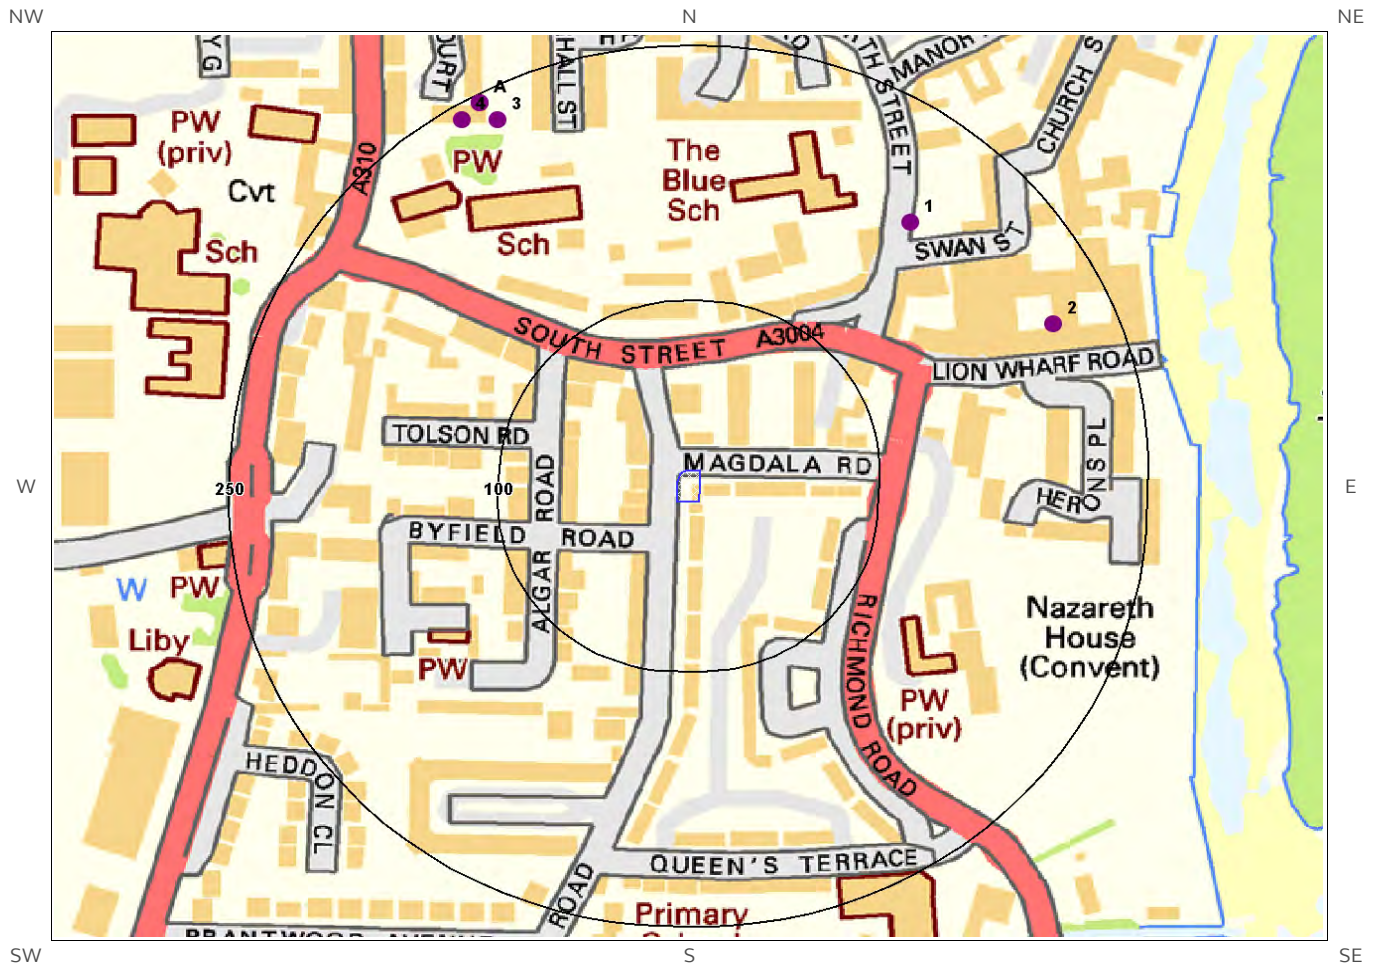 NW
N
NE
Y G
OURT
HALL ST
TH STREET
MANOR
CHURCH S
A
4
3
PW
(priv)
A310
Cvt
PW
The
Blue
Sch
1
Sch
Sch
SWAN ST
2
SOUTH STREET
A3004
LION WHARF ROAD
TOLSON RD
MAGDALA RD
HERONS PL
W
250
100
E
BYFIELD ROAD
ALGAR ROAD
PW
W
Liby
PW
RICHMOND ROAD
Nazareth
House
(Convent)
PW
(priv)
HEDDON CL
QUEEN'S TERRACE
ROAD
Primary
SW
S
SE